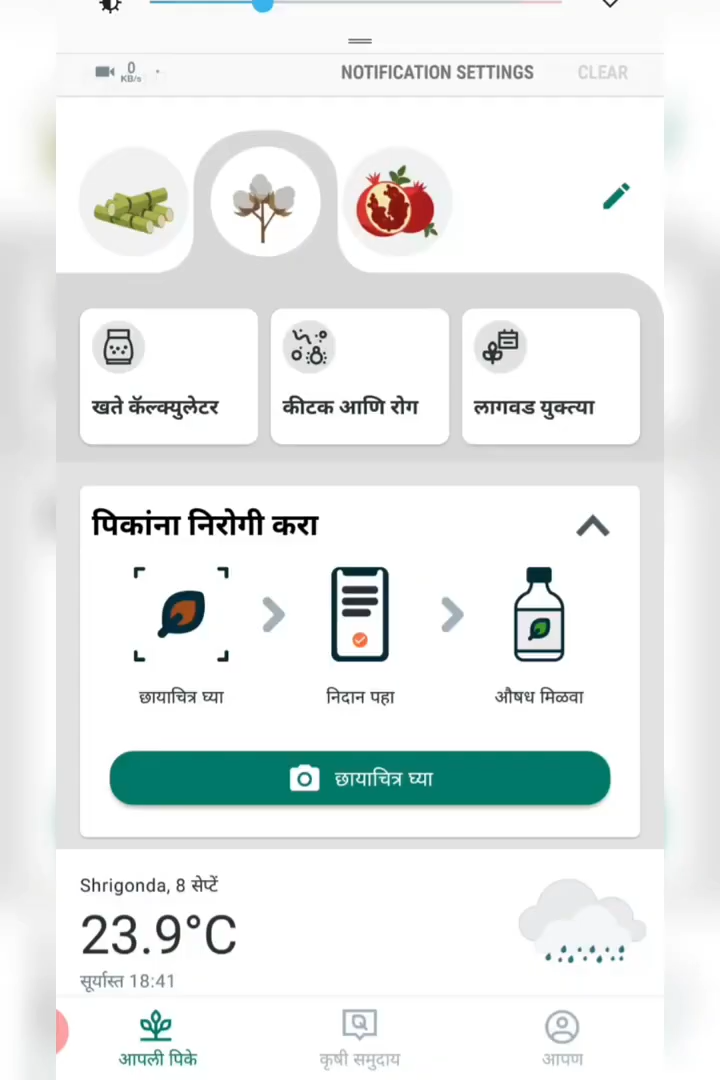 0
KB/s
NOTIFICATION SETTINGS
CLEAR
खते कॅल्क्युलेटर
कीटक आणि रोग
लागवड युक्त्या
पिकांना निरोगी करा
छायाचित्र घ्या
निदान पहा
औषध मिळवा
छायाचित्र घ्या
Shrigonda, 8 सेप्टें
23.9°C
सूर्यास्त 18:41
आपली पिके
कृषी समुदाय
आपण